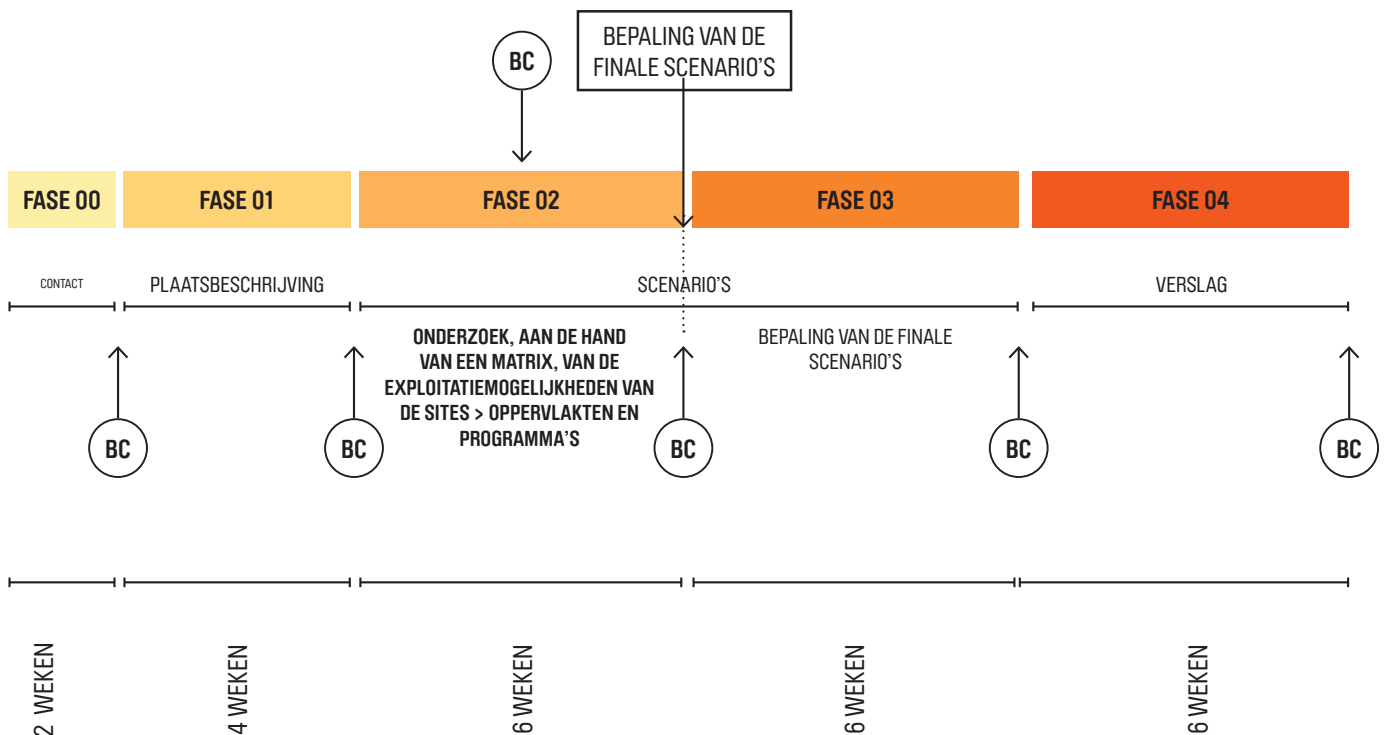 BC
BEPALING VAN DE
FINALE SCENARIO'S
FASE 00
FASE 01
FASE 02
FASE 03
FASE 04
CONTACT
PLAATSBESCHRIJVING
SCENARIO'S
VERSLAG
ONDERZOEK, AAN DE HAND
VAN EEN MATRIX, VAN DE
EXPLOITATIEMOGELIJKHEDEN VAN
DE SITES > OPPERVLAKTEN EN
PROGRAMMA'S
BEPALING VAN DE FINALE
SCENARIO'S
BC
BC
BC
BC
BC
2 WEKEN
4 WEKEN
6 WEKEN
6 WEKEN
6 WEKEN